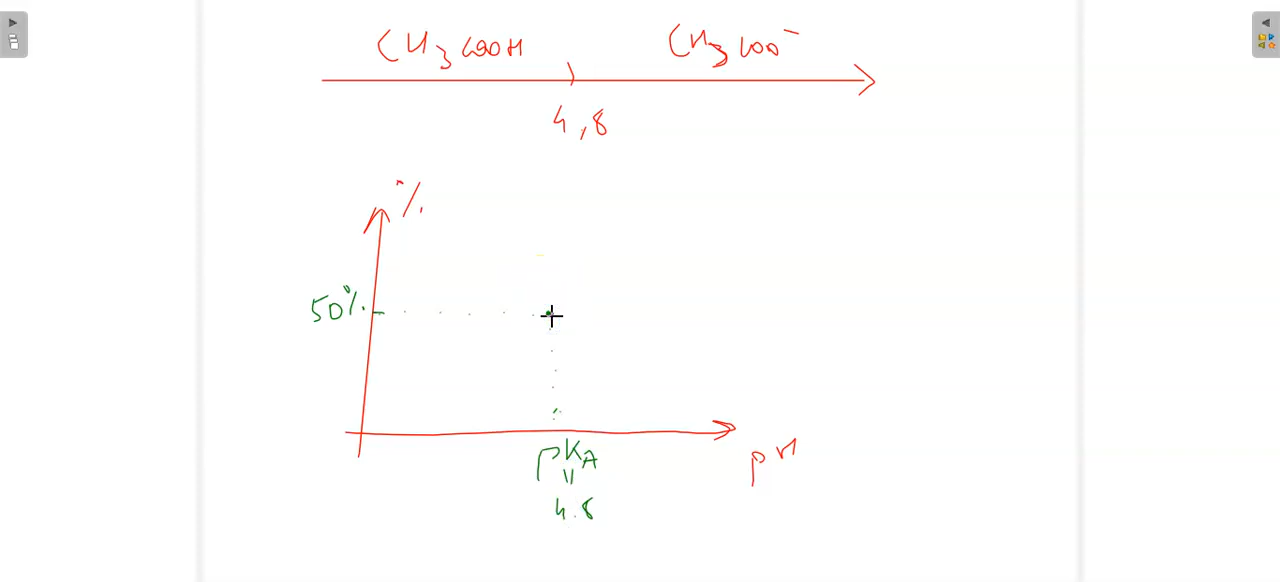 CH3COOH CH3COO-
4,8
%
50%
pKA
pH
=
4.8